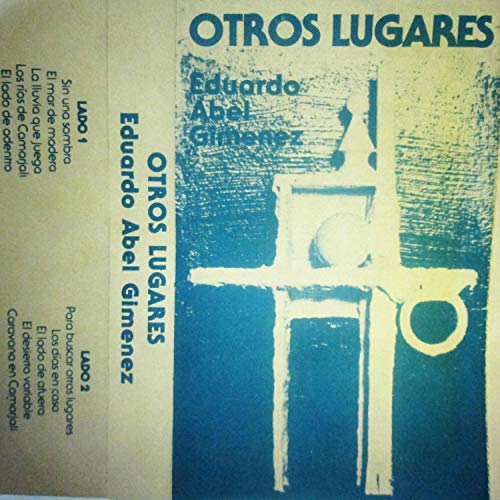 OTROS LUGARES
Eduardo
Abel
Gimenez
OTROS LUGARES
Eduardo Abel Gimenez
LADO 1
Sin una sombra
El mar de madera
La lluvia que juega
Los ríos de Camarjali
El lado de adentro
LADO 2
Para buscar otros lugares
Los días en casa
El lado de afuera
El desierto variable
Caravana en Camarjali